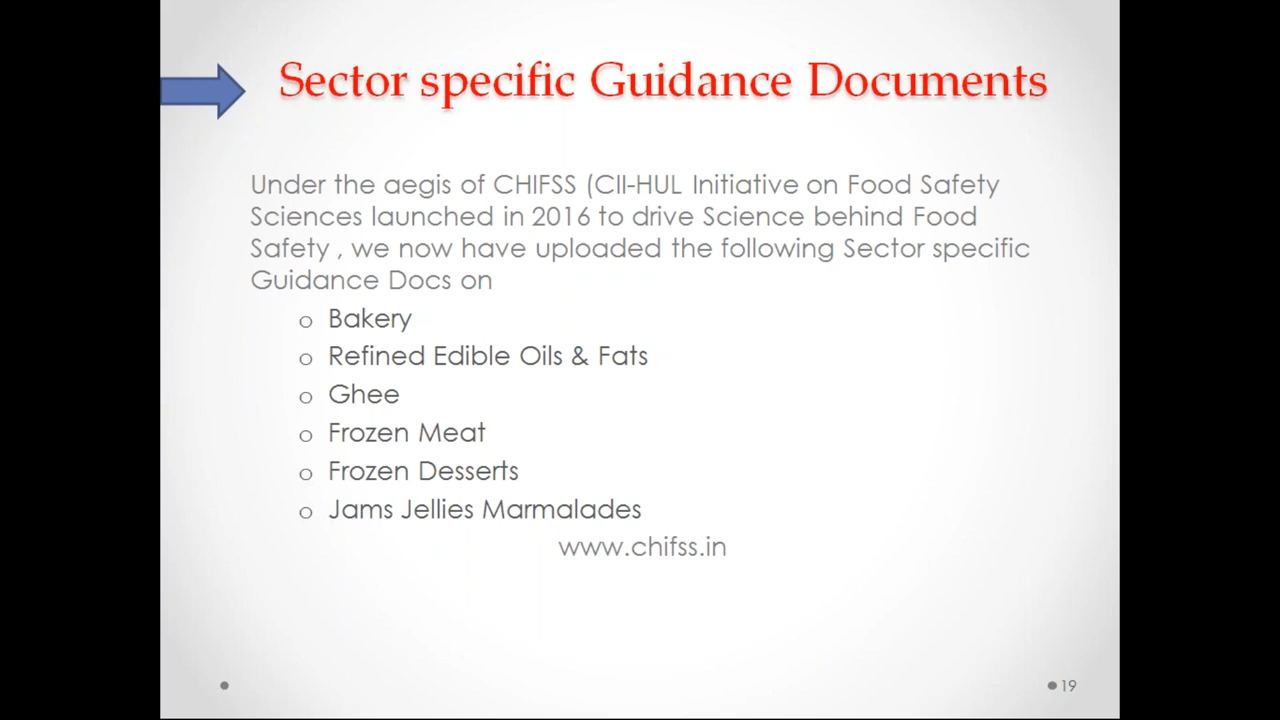 Sector specific Guidance Documents
Under the aegis of CHIFSS (CII-HUL Initiative on Food Safety
Sciences launched in 2016 to drive Science behind Food
Safety , we now have uploaded the following Sector specific
Guidance Docs on
o Bakery
o Refined Edible Oils & Fats
o Ghee
o Frozen Meat
o Frozen Desserts
o Jams Jellies Marmalades
www.chifss.in
19